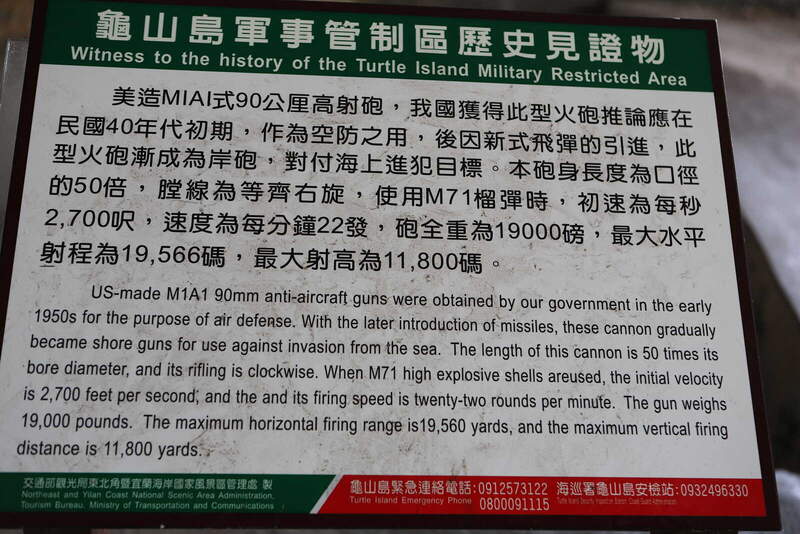 龜山島軍事管制區歷史見證物
Witness to the history of the Turtle Island Military Restricted Area
美造MIAI式90公厘高射砲，我國獲得此型火砲推論應在
民國40年代初期，作為空防之用，後因新式飛彈的引進，此
型火砲漸成為岸砲，對付海上進犯目標。本砲身長度為口徑
的50倍，膛線為等齊右旋，使用M71榴彈時，初速為每秒
2,700呎，速度為每分鐘22發，砲全重為19000磅，最大水平
射程為19,566碼，最大射高為11,800碼。
US-made M1A1 90mm anti-aircraft guns were obtained by our government in the early
1950s for the purpose of air defense. With the later introduction of missiles, these cannon gradually
became shore guns for use against invasion from the sea. The length of this cannon is 50 times its
bore diameter, and its rifling is clockwise. When M71 high explosive shells areused, the initial velocity
is 2,700 feet per second, and the and its firing speed is twenty-two rounds per minute. The gun weighs
19,000 pounds. The maximum horizontal firing range is19,560 yards, and the maximum vertical firing
distance is 11,800 yards.
交通部觀光局東北角暨宜蘭海岸國家風景區管理處 製
Northeast and Yilan Coast National Scenic Area Administration,
Tourism Bureau, Ministry of Transportation and Communications
龜山島緊急連絡電話：0912573122 海巡署龜山島安檢站：0932496330
Turtle Island Emergency Phone 0800091115